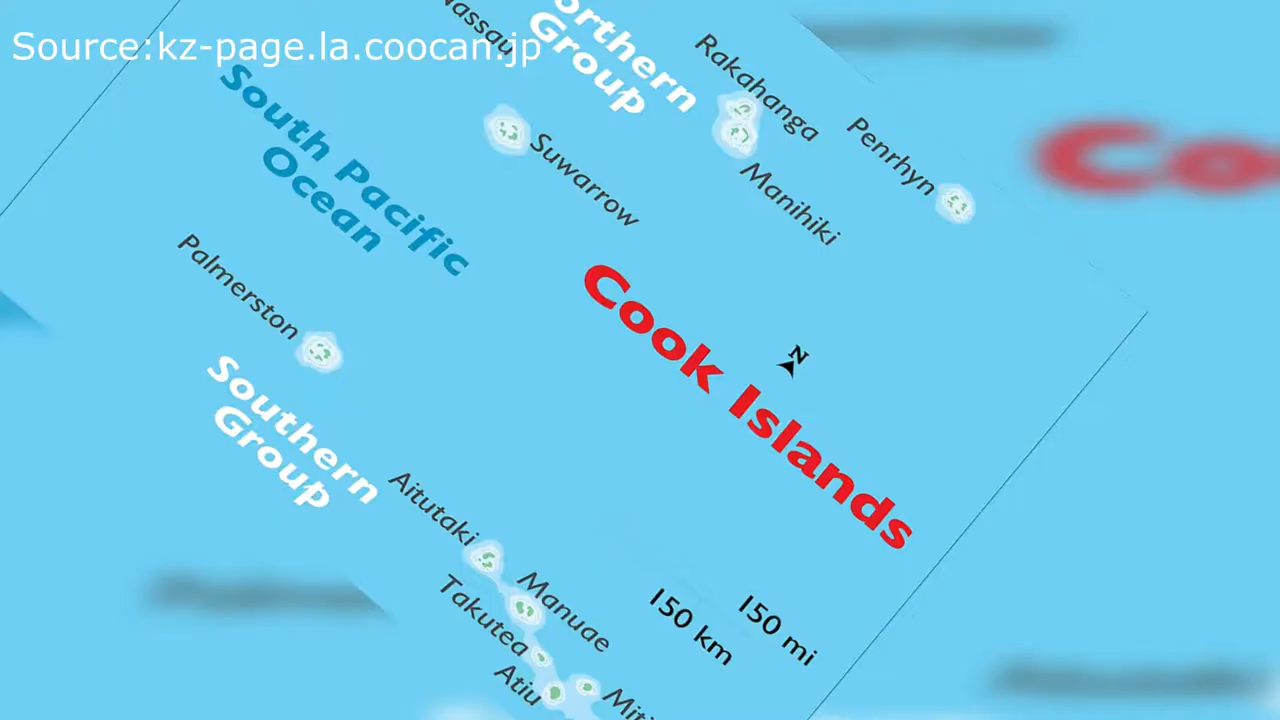 Source:kz-page.la.coocan.jp
Northern
Group
Rakahanga
Penrhyn
South Pacific
Ocean
Suwarrow
Manihiki
Palmerston
Cook Islands
N
Southern
Group
Aitutaki
Manuae
Takutea
150 km
150 mi
Atiu